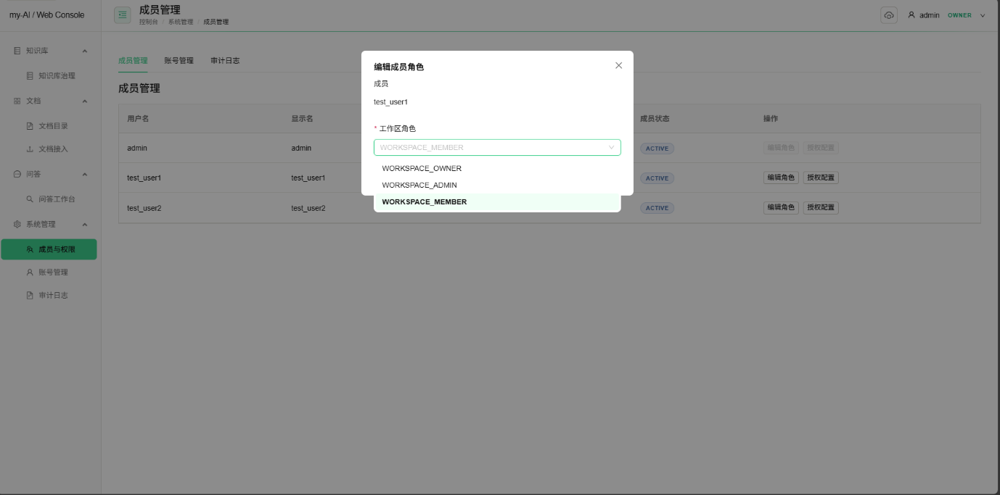 my-AI / Web Console
成员管理
控制台 / 系统管理 / 成员管理
admin OWNER
知识库
知识库治理
文档
文档目录
文档接入
问答
问答工作台
系统管理
成员与权限
账号管理
审计日志
成员管理 账号管理 审计日志
成员管理
用户名 显示名 成员状态 操作
admin admin ACTIVE 编辑角色 授权配置
test_user1 test_user1 ACTIVE 编辑角色 授权配置
test_user2 test_user2 ACTIVE 编辑角色 授权配置
编辑成员角色
成员
test_user1
* 工作区角色
WORKSPACE_MEMBER
WORKSPACE_OWNER
WORKSPACE_ADMIN
WORKSPACE_MEMBER